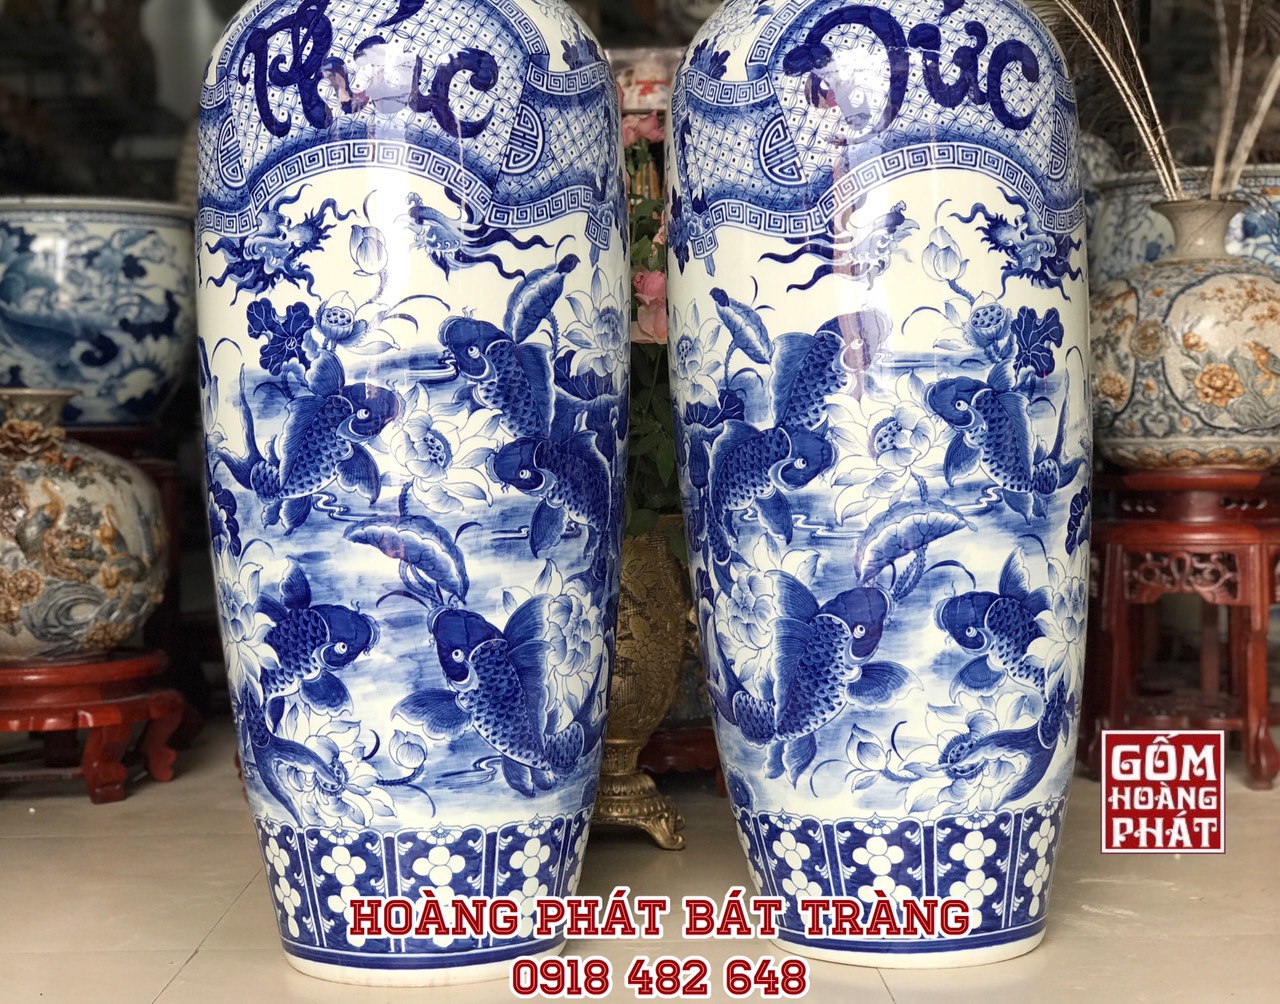 Phúc
Đức
GỐM
HOÀNG
PHÁT
HOÀNG PHÁT BÁT TRÀNG
0918 482 648